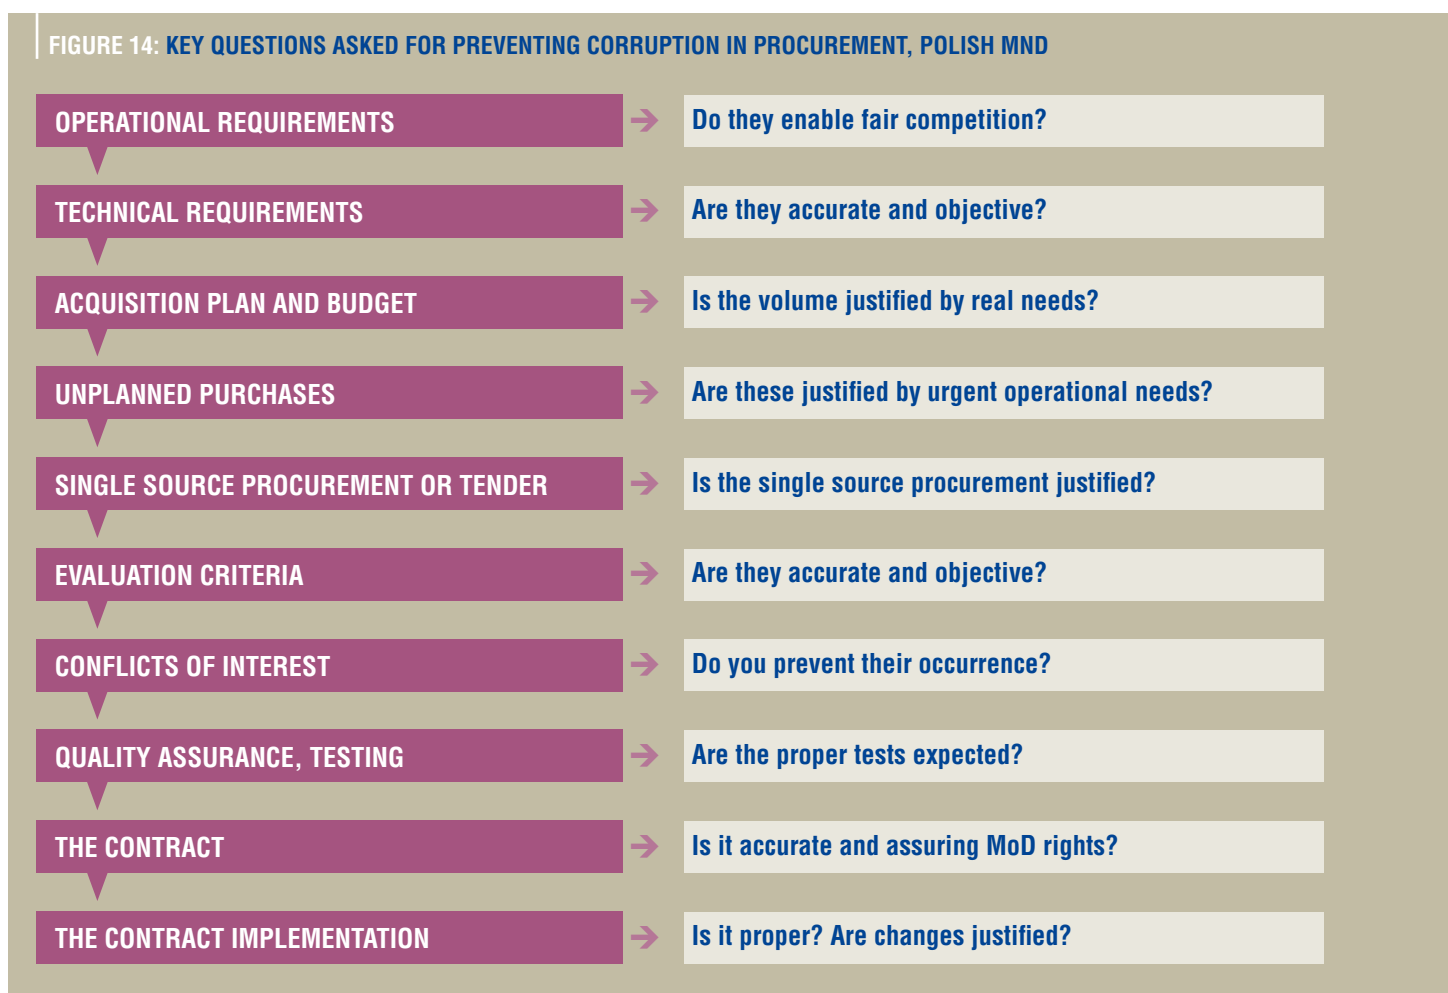 FIGURE 14: KEY QUESTIONS ASKED FOR PREVENTING CORRUPTION IN PROCUREMENT, POLISH MND
OPERATIONAL REQUIREMENTS
Do they enable fair competition?
TECHNICAL REQUIREMENTS
Are they accurate and objective?
ACQUISITION PLAN AND BUDGET
Is the volume justified by real needs?
UNPLANNED PURCHASES
Are these justified by urgent operational needs?
SINGLE SOURCE PROCUREMENT OR TENDER
Is the single source procurement justified?
EVALUATION CRITERIA
Are they accurate and objective?
CONFLICTS OF INTEREST
Do you prevent their occurrence?
QUALITY ASSURANCE, TESTING
Are the proper tests expected?
THE CONTRACT
Is it accurate and assuring MoD rights?
THE CONTRACT IMPLEMENTATION
Is it proper? Are changes justified?